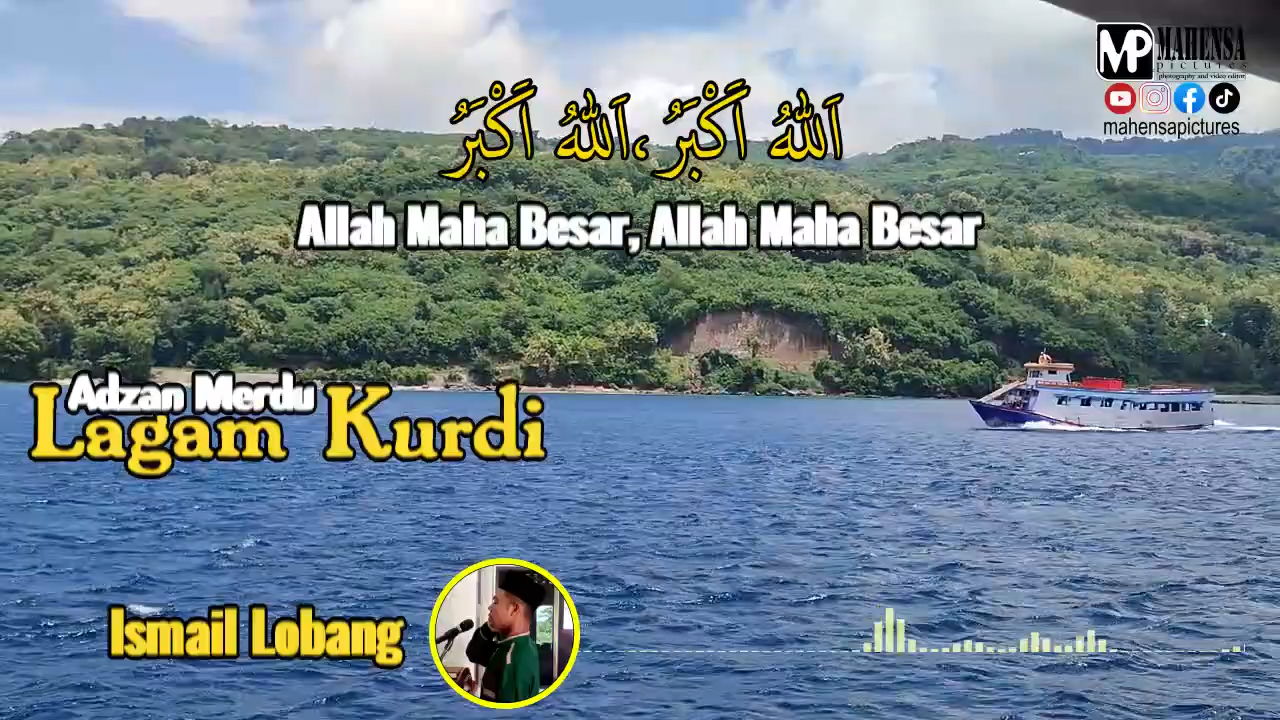 MP MAHENSA
pictures
photography and video editor
mahensapictures
اَللهُ اَكْبَرُ ،اَللهُ اَكْبَرُ
Allah Maha Besar, Allah Maha Besar
Adzan Merdu
Lagam Kurdi
Ismail Lobang